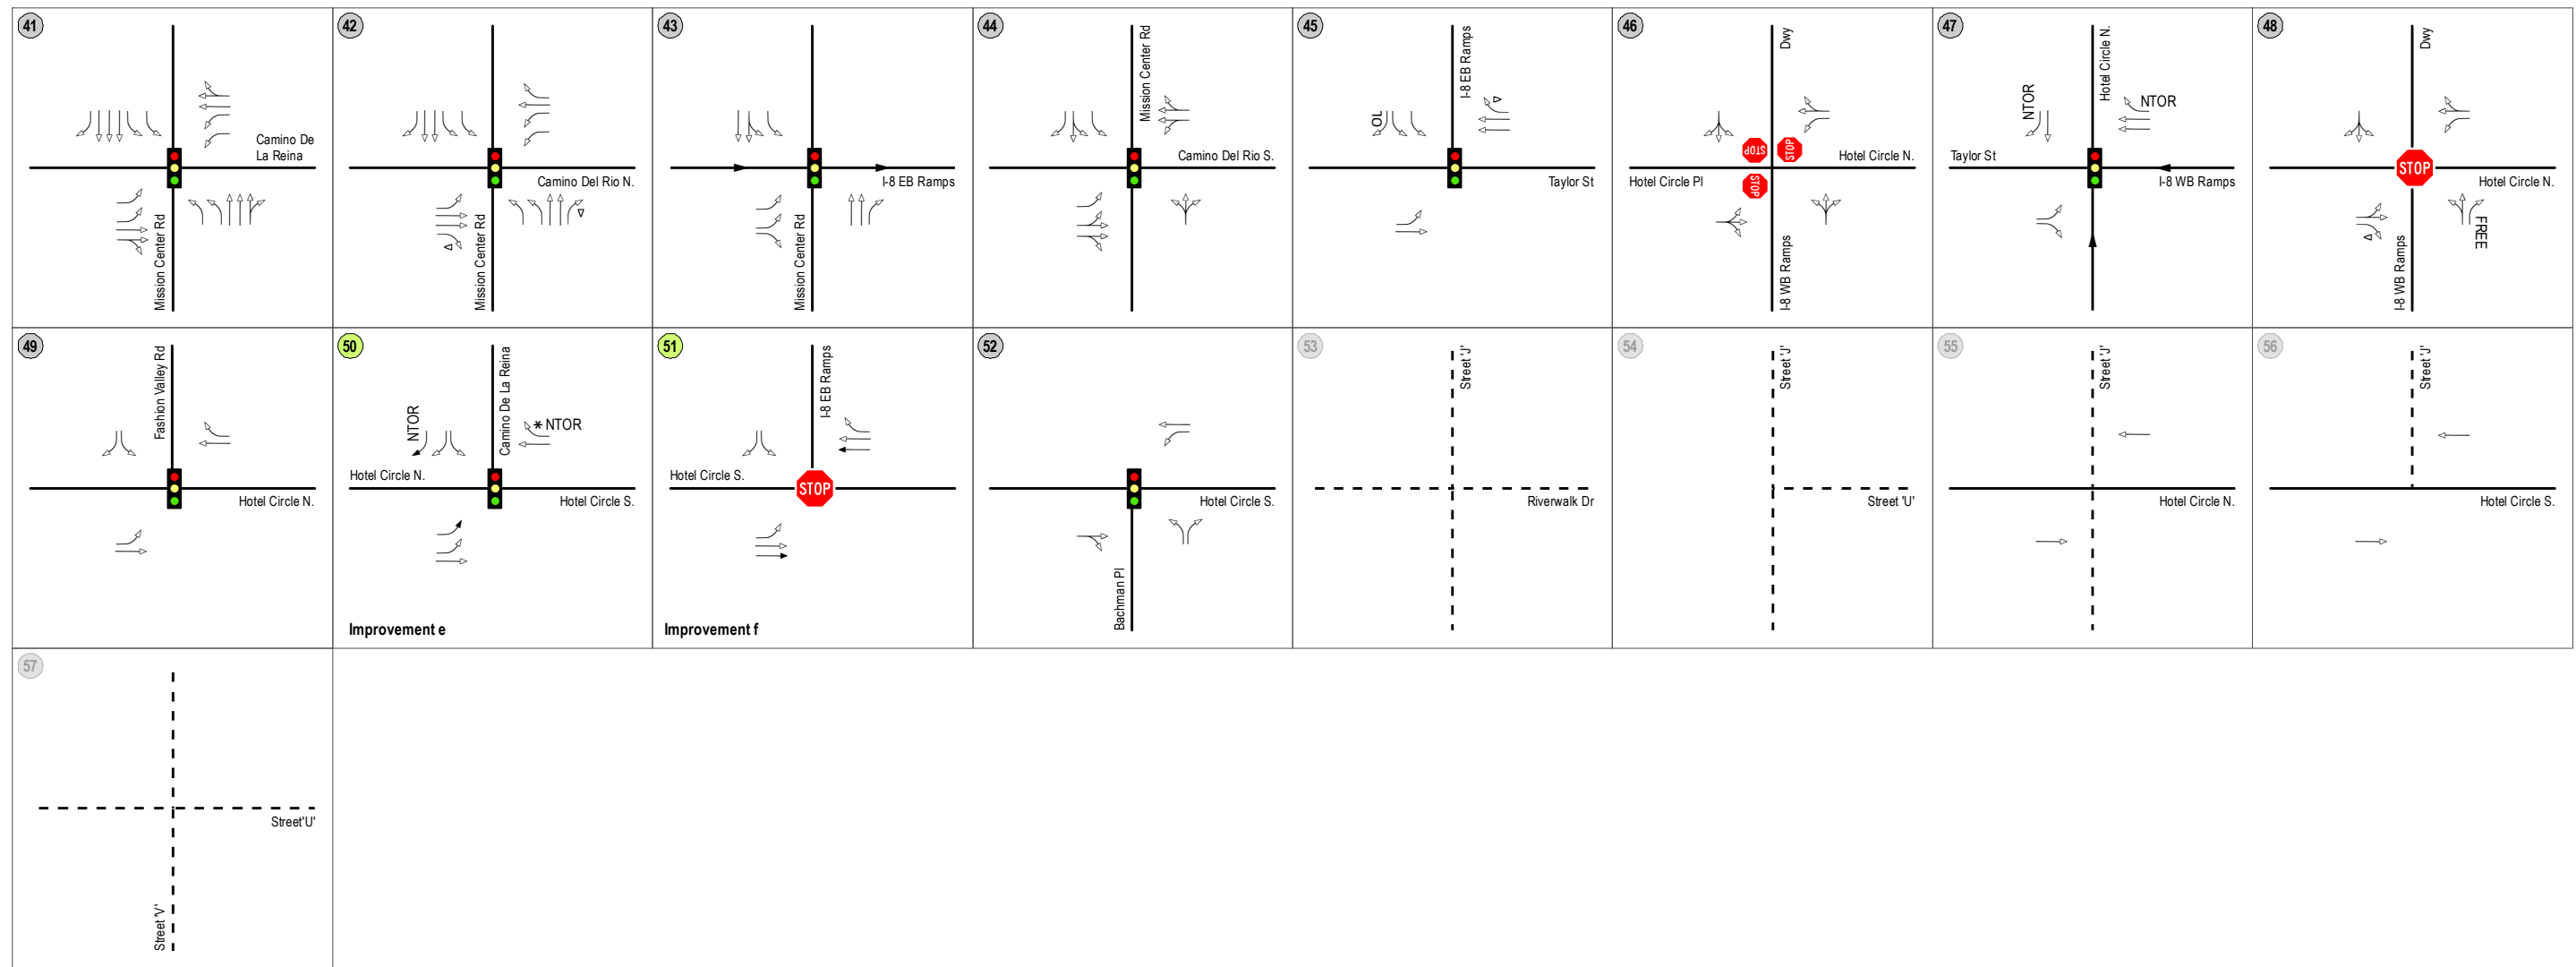 41
Camino De
La Reina
Mission Center Rd
42
Camino Del Rio N.
Mission Center Rd
43
I-8 EB Ramps
Mission Center Rd
44
Mission Center Rd
Camino Del Rio S.
45
I-8 EB Ramps
OL
Taylor St
46
Dwy
STOP
STOP
STOP
Hotel Circle N.
Hotel Circle Pl
I-8 WB Ramps
47
Hotel Circle N.
NTOR
NTOR
Taylor St
I-8 WB Ramps
48
Dwy
STOP
Hotel Circle N.
FREE
I-8 WB Ramps
49
Fashion Valley Rd
Hotel Circle N.
50
Camino De La Reina
NTOR
* NTOR
Hotel Circle N.
Hotel Circle S.
Improvement e
51
I-8 EB Ramps
Hotel Circle S.
STOP
Improvement f
52
Hotel Circle S.
Bachman Pl
53
Street 'J'
Riverwalk Dr
54
Street 'J'
Street 'U'
55
Street 'J'
Hotel Circle N.
56
Street 'J'
Hotel Circle S.
57
Street'U'
Street 'V'